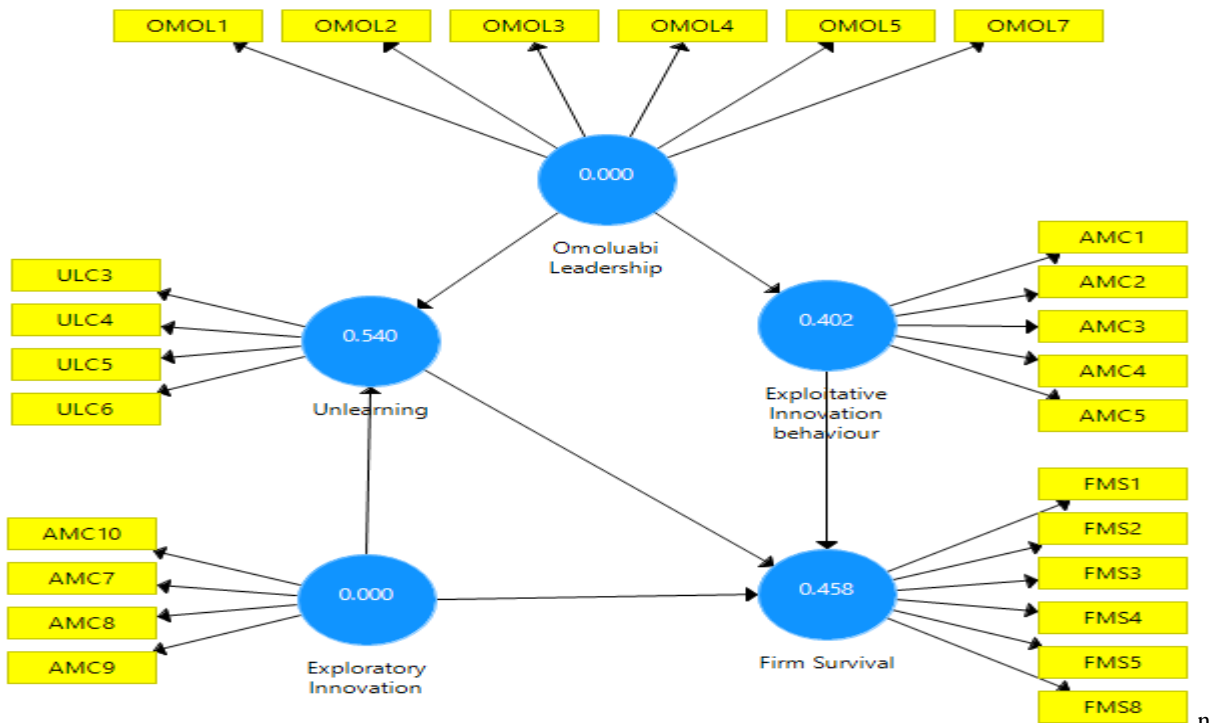 OMOL1 OMOL2 OMOL3 OMOL4 OMOL5 OMOL7
0.000
Omoluabi
Leadership
ULC3
ULC4
ULC5
ULC6
0.540
Unlearning
0.402
Exploitative
Innovation
behaviour
AMC1
AMC2
AMC3
AMC4
AMC5
AMC10
AMC7
AMC8
AMC9
0.000
Exploratory
Innovation
0.458
Firm Survival
FMS1
FMS2
FMS3
FMS4
FMS5
FMS8
n